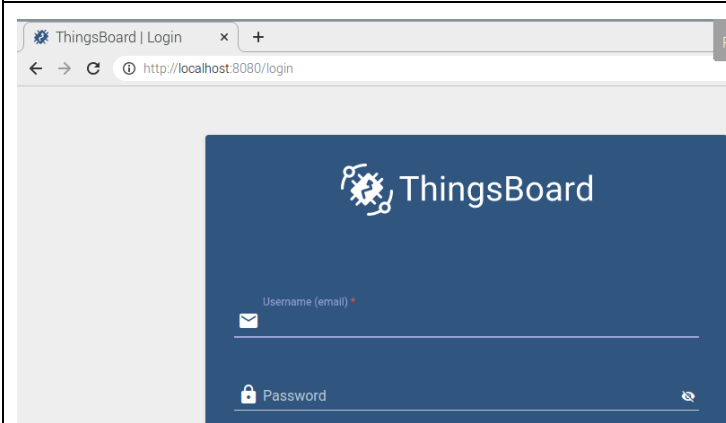 ThingsBoard | Login
http://localhost:8080/login
ThingsBoard
Username (email) *
Password